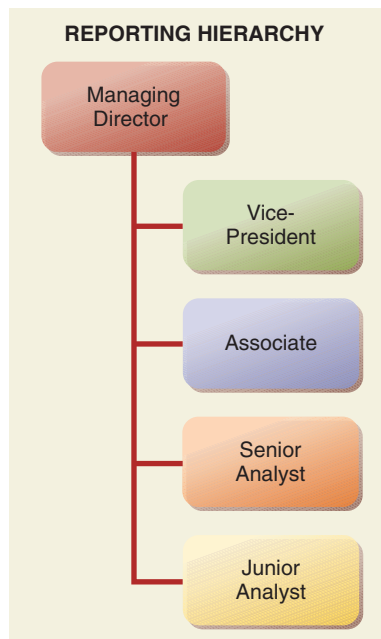 REPORTING HIERARCHY
Managing
Director
Vice-
President
Associate
Senior
Analyst
Junior
Analyst